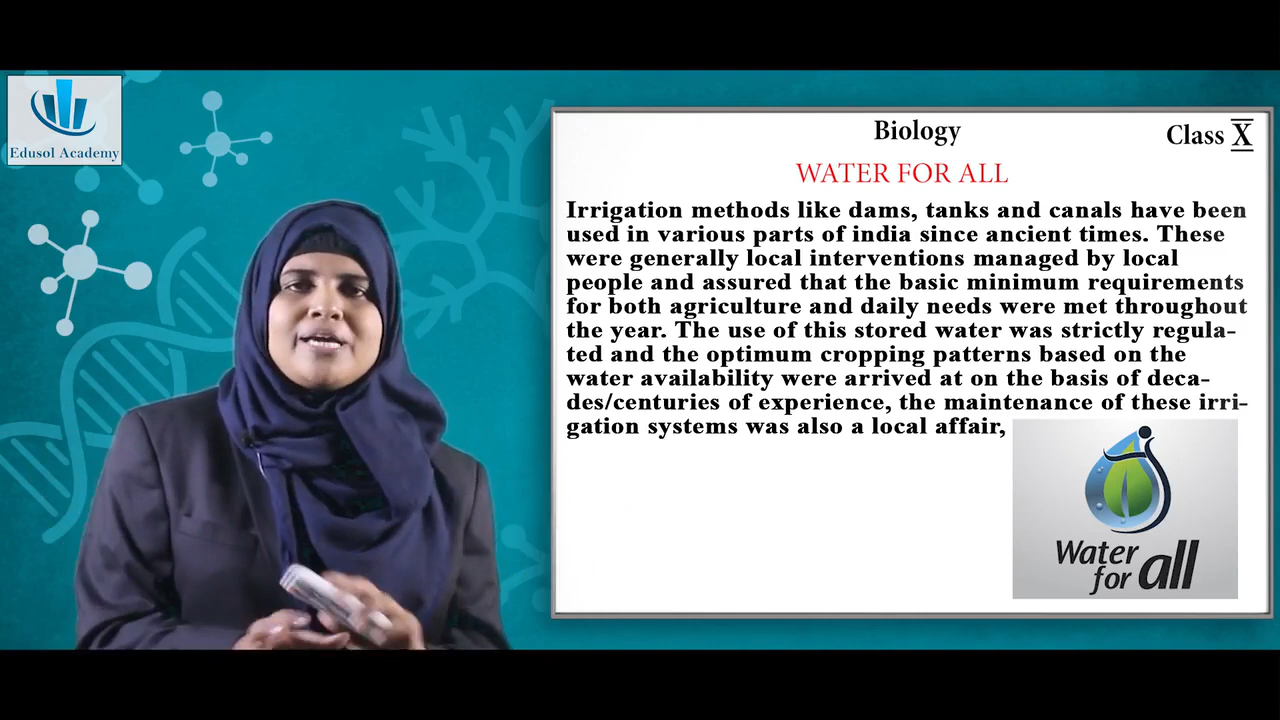 Edusol Academy
Biology
Class X
WATER FOR ALL
Irrigation methods like dams, tanks and canals have been
used in various parts of india since ancient times. These
were generally local interventions managed by local
people and assured that the basic minimum requirements
for both agriculture and daily needs were met throughout
the year. The use of this stored water was strictly regula-
ted and the optimum cropping patterns based on the
water availability were arrived at on the basis of deca-
des/centuries of experience, the maintenance of these irri-
gation systems was also a local affair,
Water
for all